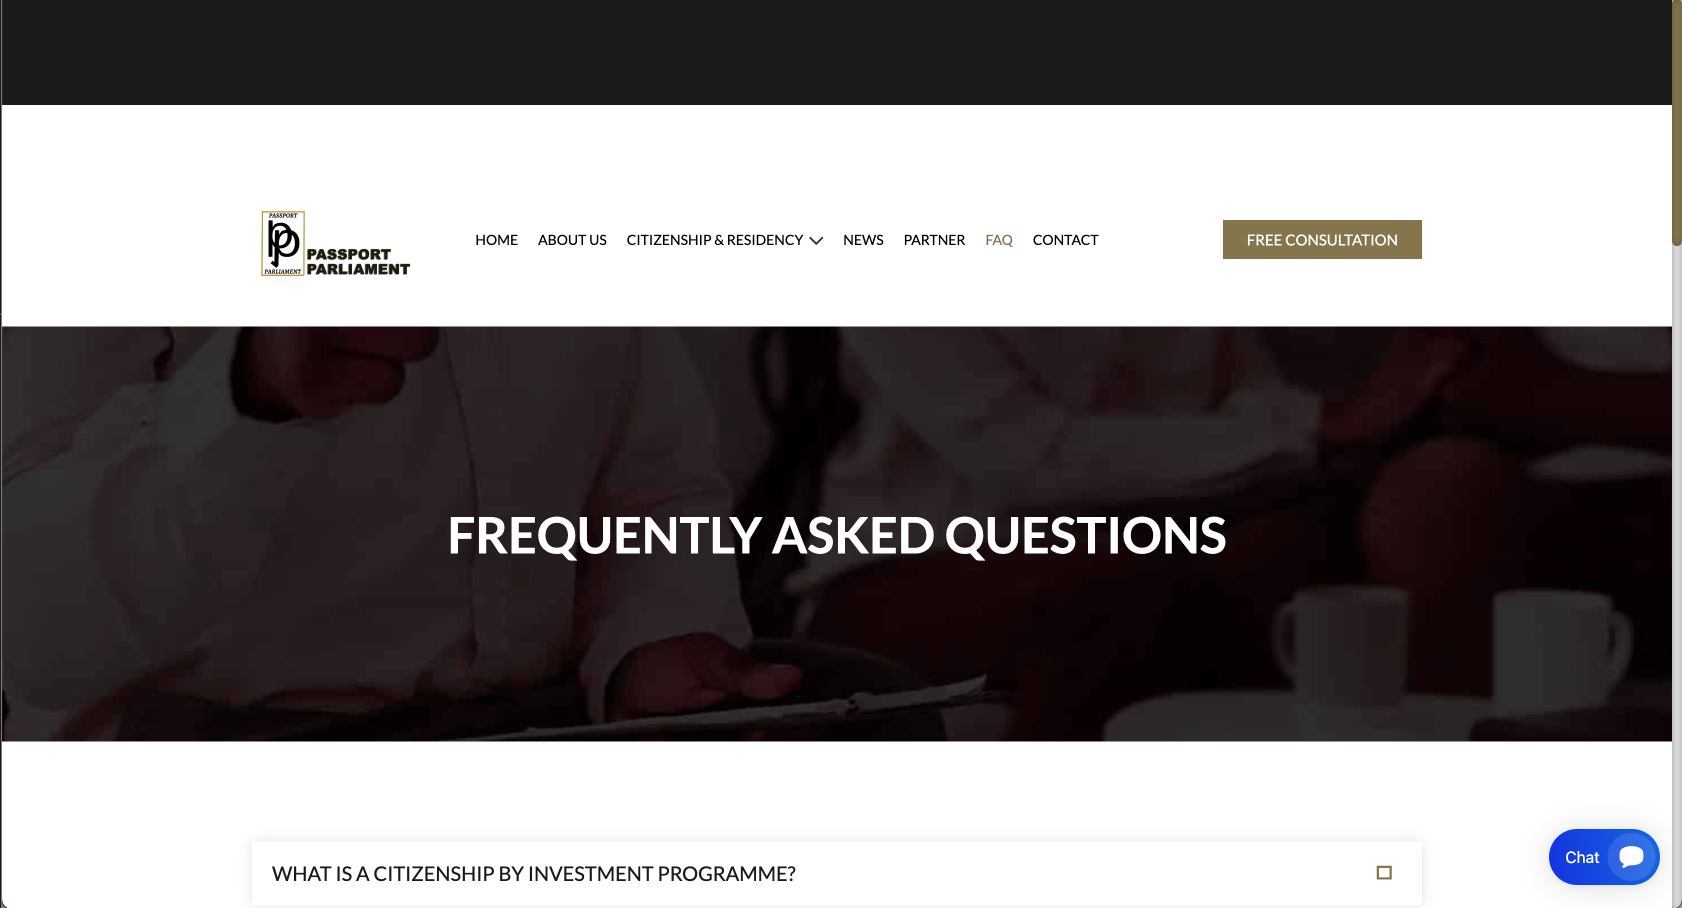 PASSPORT
PARLIAMENT
PASSPORT
PARLIAMENT
HOME
ABOUT US
CITIZENSHIP & RESIDENCY
NEWS
PARTNER
FAQ
CONTACT
FREE CONSULTATION
FREQUENTLY ASKED QUESTIONS
WHAT IS A CITIZENSHIP BY INVESTMENT PROGRAMME?
Chat